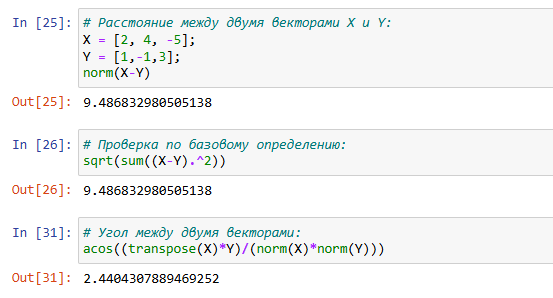 In [25]: # Расстояние между двумя векторами X и Y:
X = [2, 4, -5];
Y = [1,-1,3];
norm(X-Y)
Out[25]: 9.486832980505138
In [26]: # Проверка по базовому определению:
sqrt(sum((X-Y).^2))
Out[26]: 9.486832980505138
In [31]: # Угол между двумя векторами:
acos((transpose(X)*Y)/(norm(X)*norm(Y)))
Out[31]: 2.4404307889469252